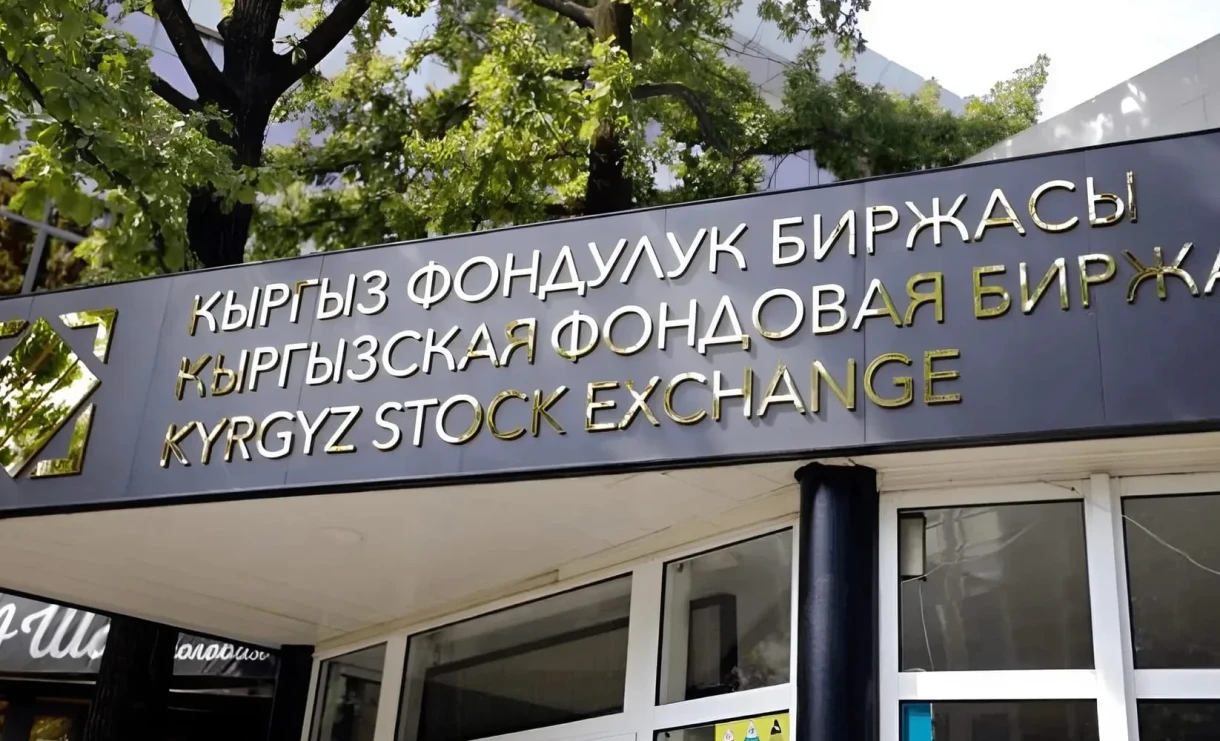 КЫРГЫЗ ФОНДУЛУК БИРЖАСЫ
КЫРГЫЗСКАЯ ФОНДОВАЯ БИРЖА
KYRGYZ STOCK EXCHANGE